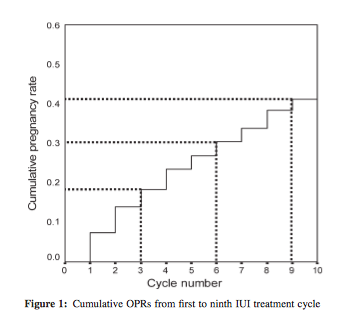 0.6
0.5
0.4
0.3
0.2
0.1
0.0
Cumulative pregnancy rate
0 1 2 3 4 5 6 7 8 9 10
Cycle number
Figure 1: Cumulative OPRs from first to ninth IUI treatment cycle